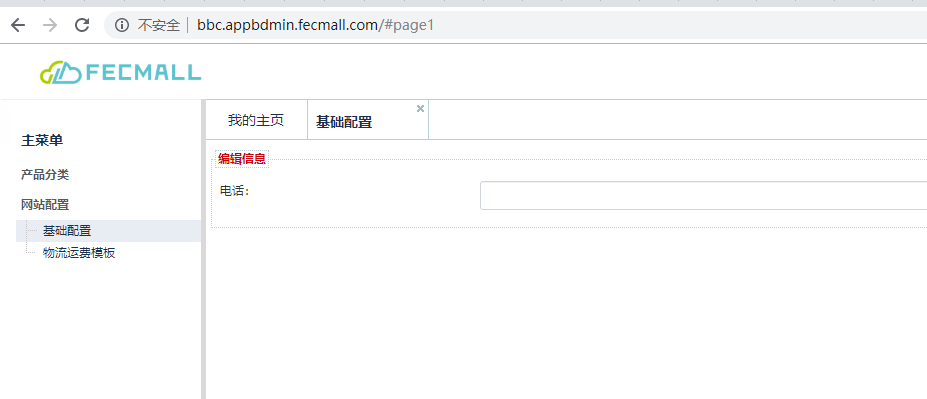 不安全 bbc.appbdmin.fecmall.com/#page1
FECMALL
主菜单
产品分类
网站配置
基础配置
物流运费模板
我的主页 基础配置
编辑信息
电话: